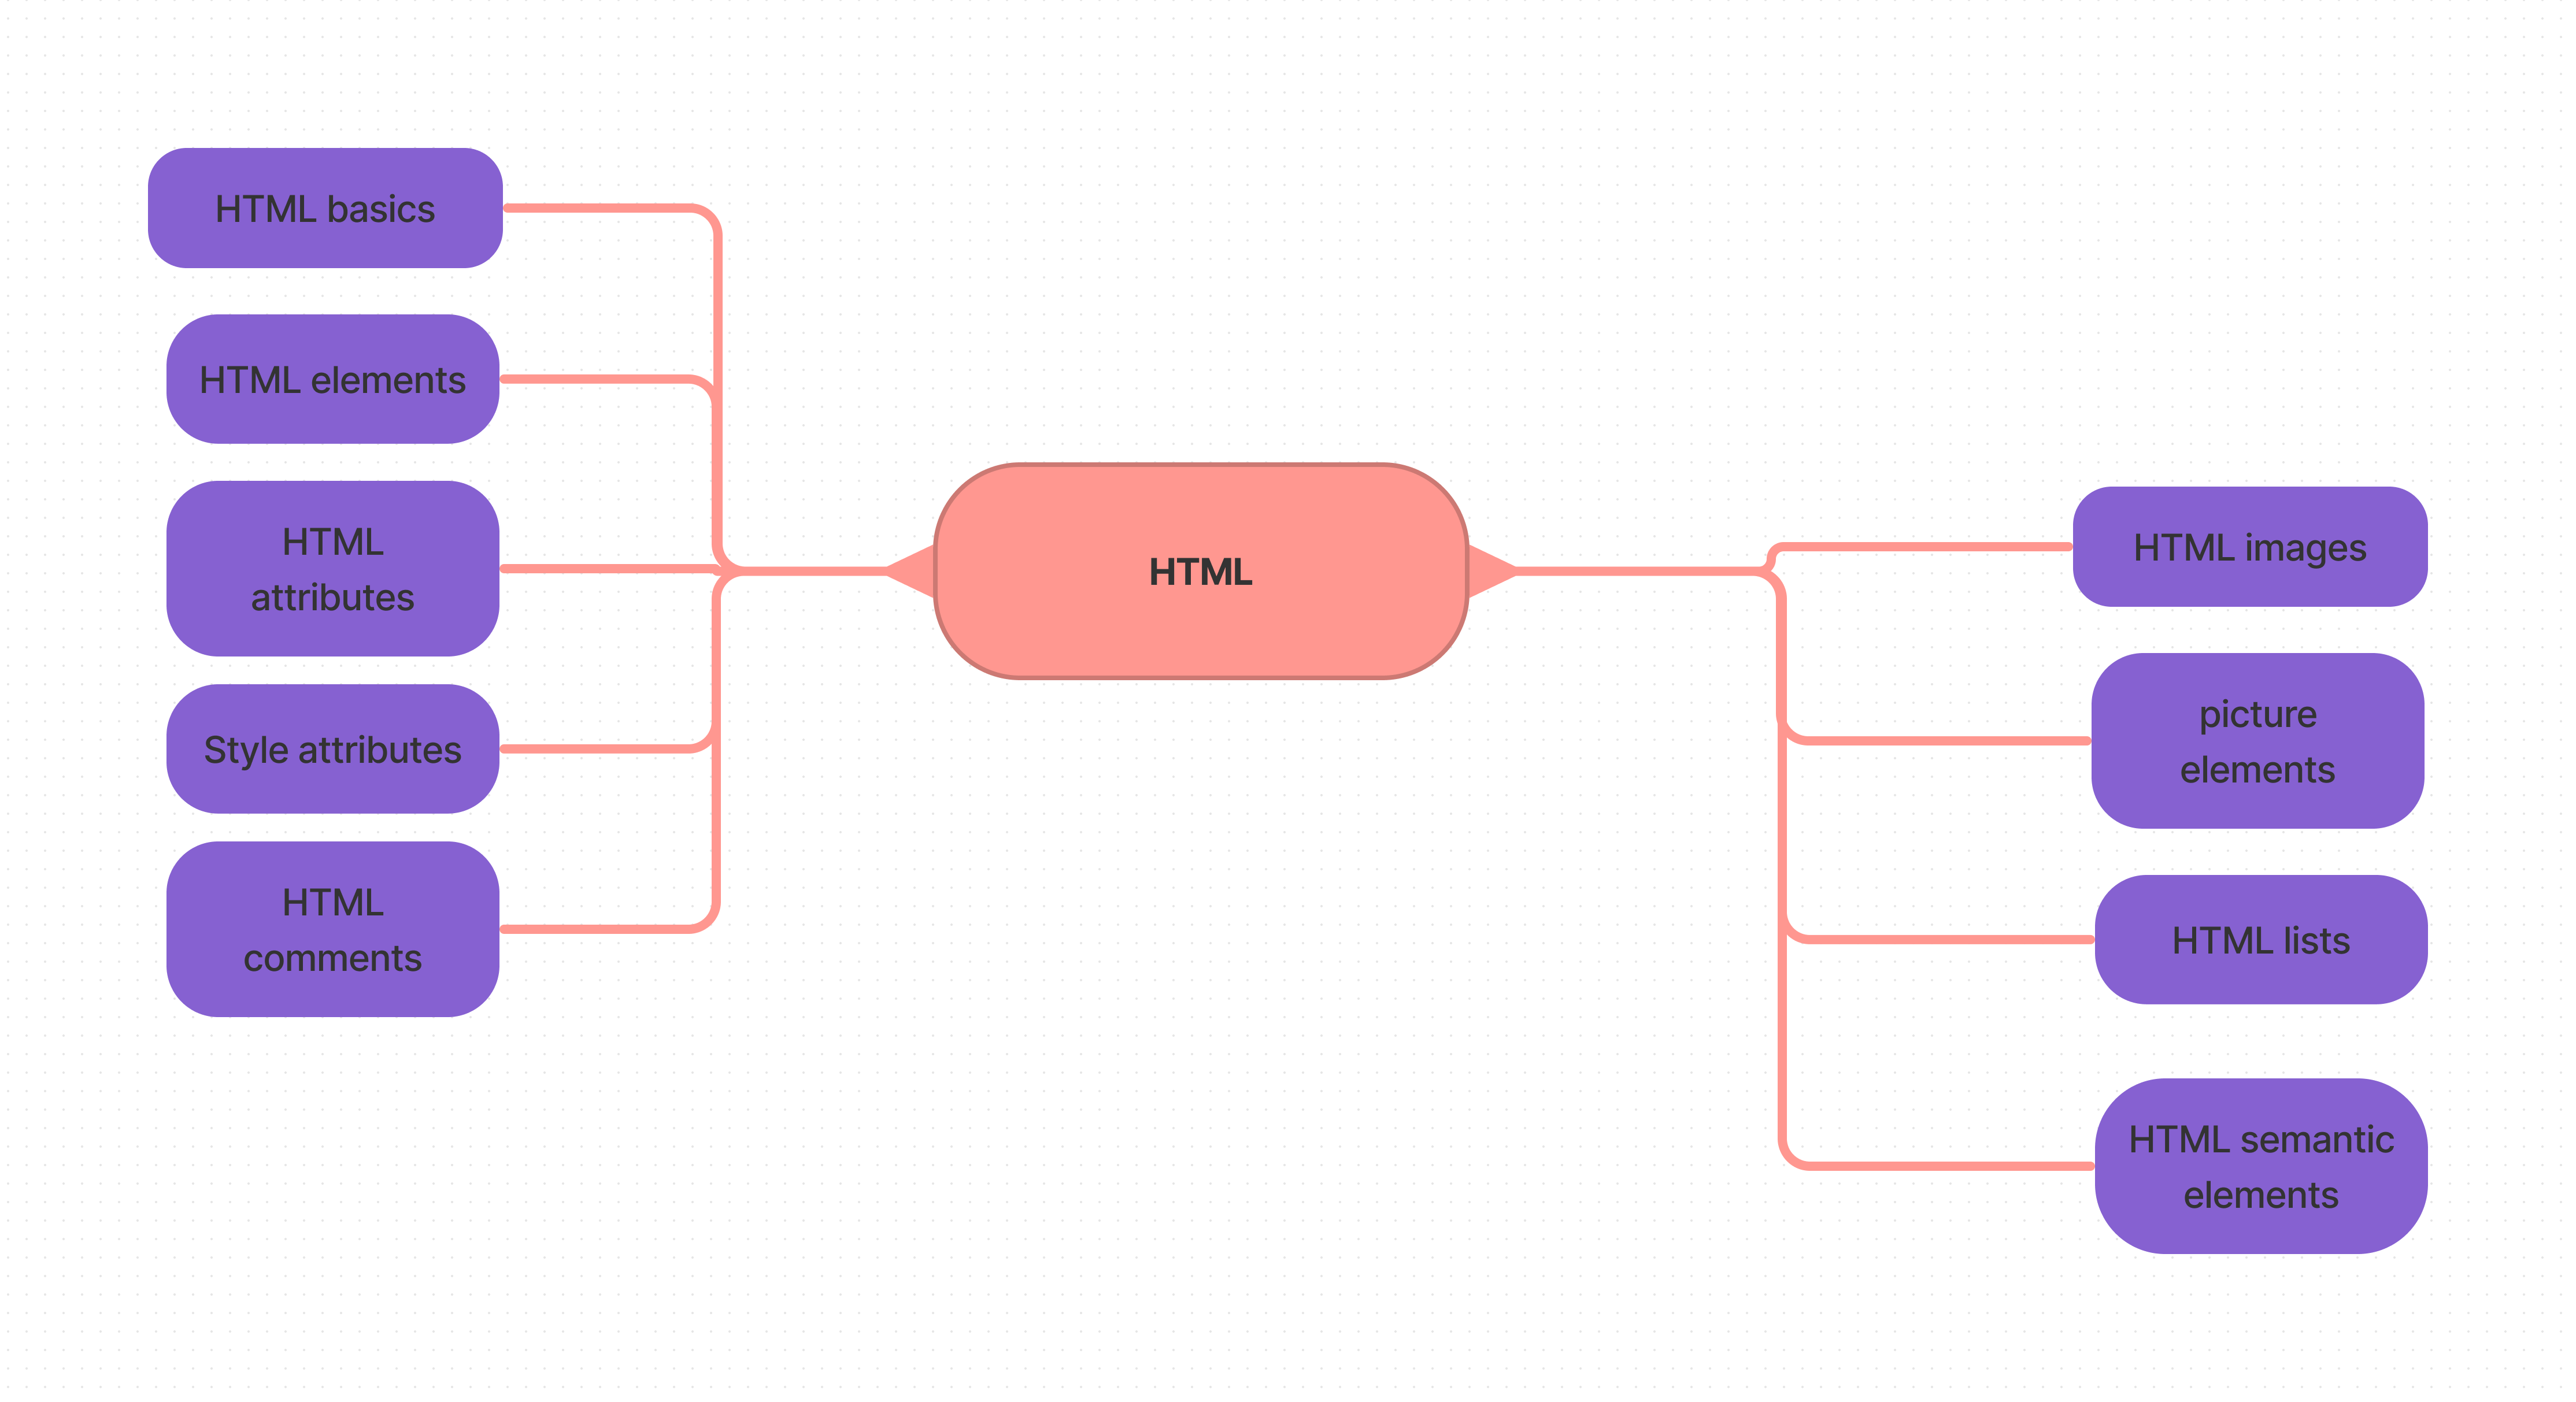 HTML basics
HTML elements
HTML
attributes
Style attributes
HTML
comments
HTML
HTML images
picture
elements
HTML lists
HTML semantic
elements